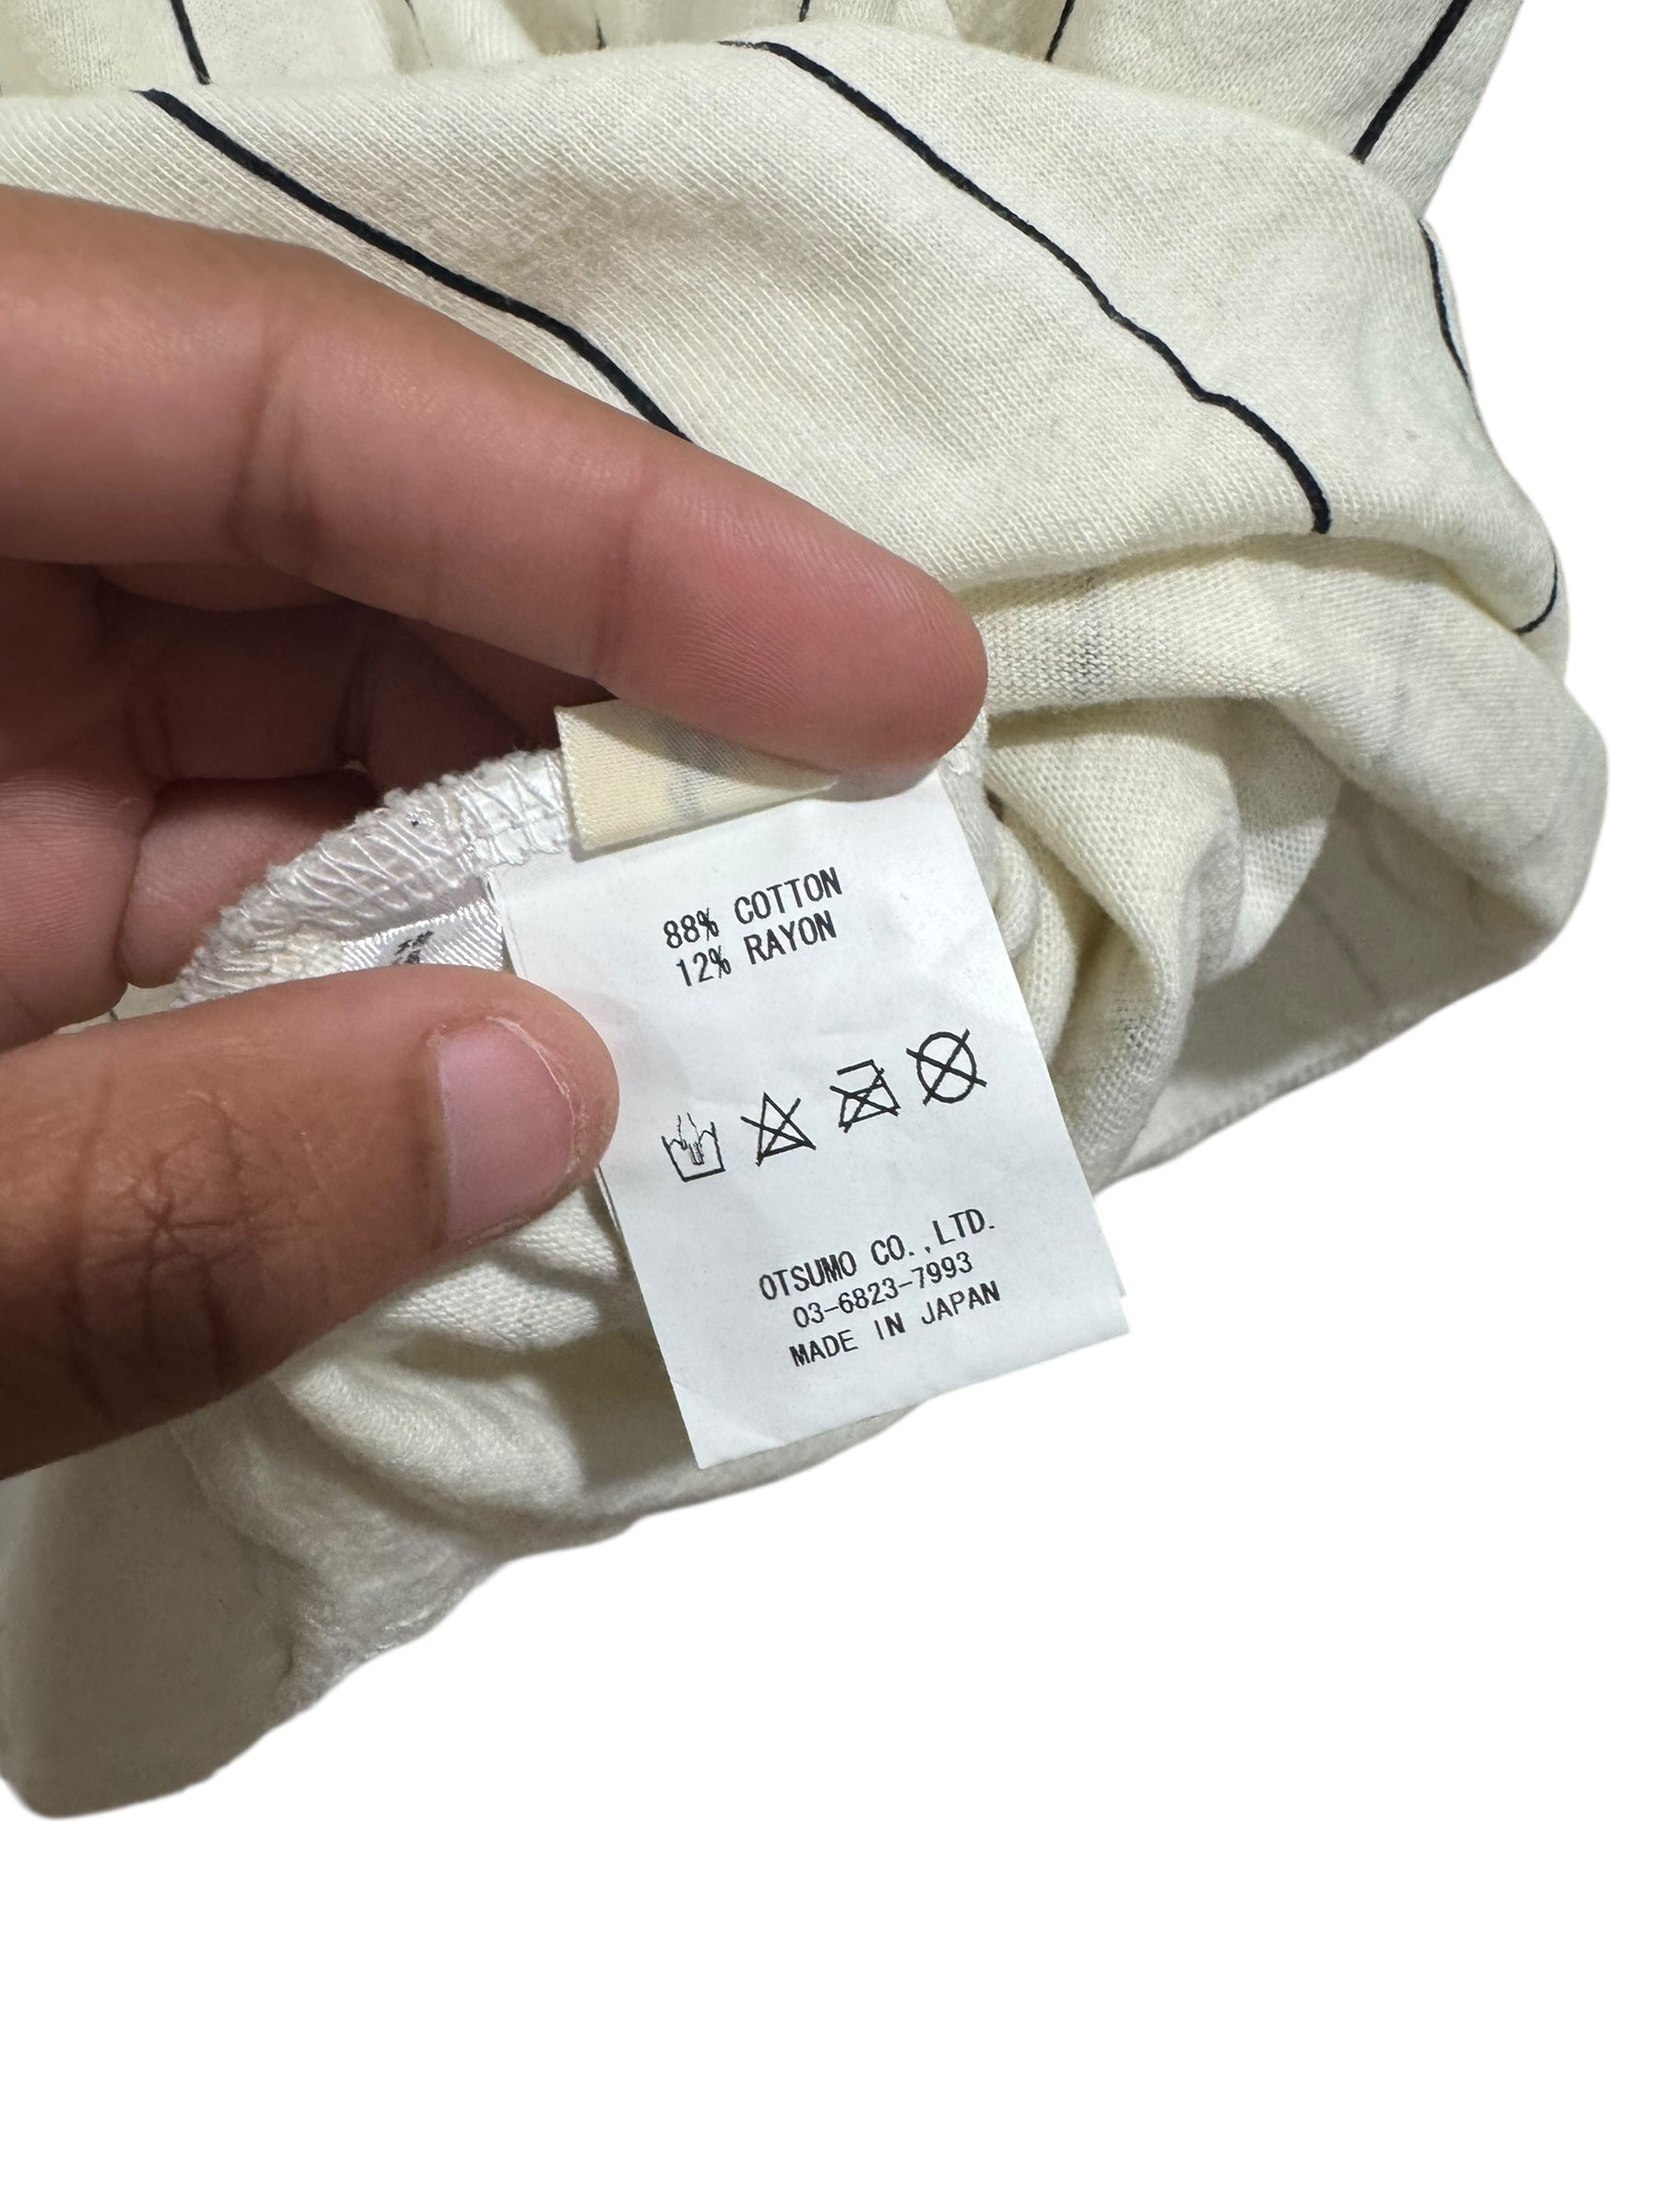 88% COTTON
12% RAYON
OTSUMO CO.,LTD.
03-6823-7993
MADE IN JAPAN